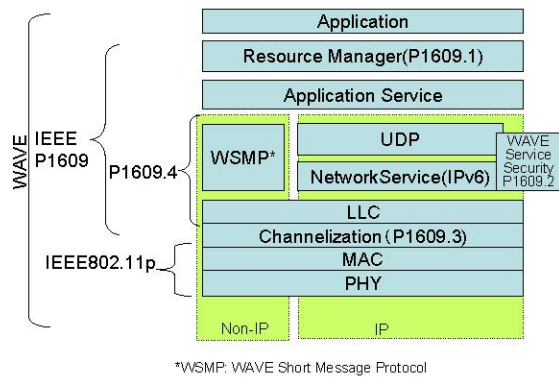 Application
Resource Manager(P1609.1)
Application Service
WAVE
IEEE
P1609
P1609.4
IEEE802.11p
WSMP*
UDP
NetworkService(IPv6)
WAVE
Service
Security
P1609.2
LLC
Channelization(P1609.3)
MAC
PHY
Non-IP
IP
*WSMP: WAVE Short Message Protocol